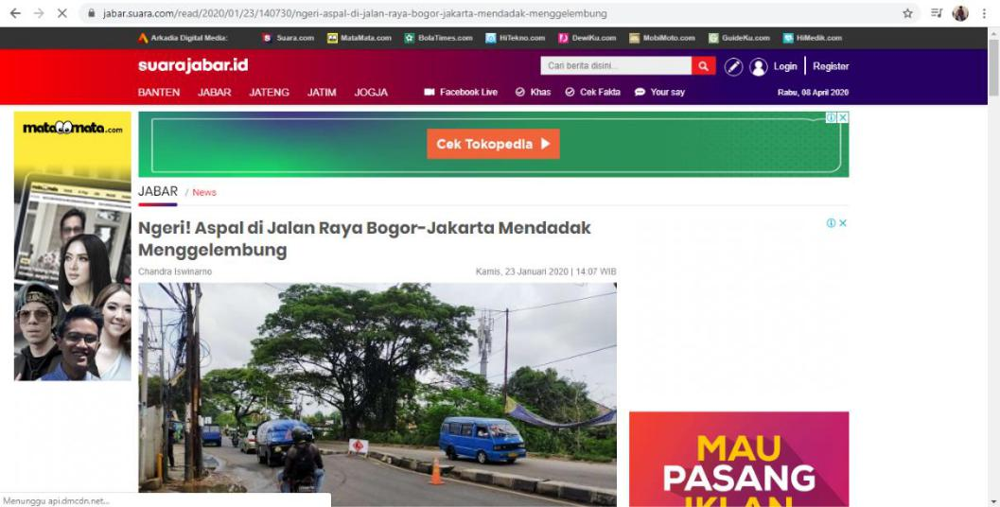 jabar.suara.com/read/2020/01/23/140730/ngeri-aspal-di-jalan-raya-bogor-jakarta-mendadak-menggelembung
Arkadia Digital Media: Suara.com MataMata.com BolaTimes.com HiTekno.com DewiKu.com MobiMoto.com GuideKu.com HiMedik.com
suarajabar.id Cari berita disini... Login Register
BANTEN JABAR JATENG JATIM JOGJA Facebook Live Khas Cek Fakta Your say Rabu, 08 April 2020
matamata.com
Cek Tokopedia
JABAR / News
Ngeri! Aspal di Jalan Raya Bogor-Jakarta Mendadak
Menggelembung
Chandra Iswinarno Kamis, 23 Januari 2020 | 14:07 WIB
MAU
PASANG
IKLAN
Menunggu api.dmcdn.net...